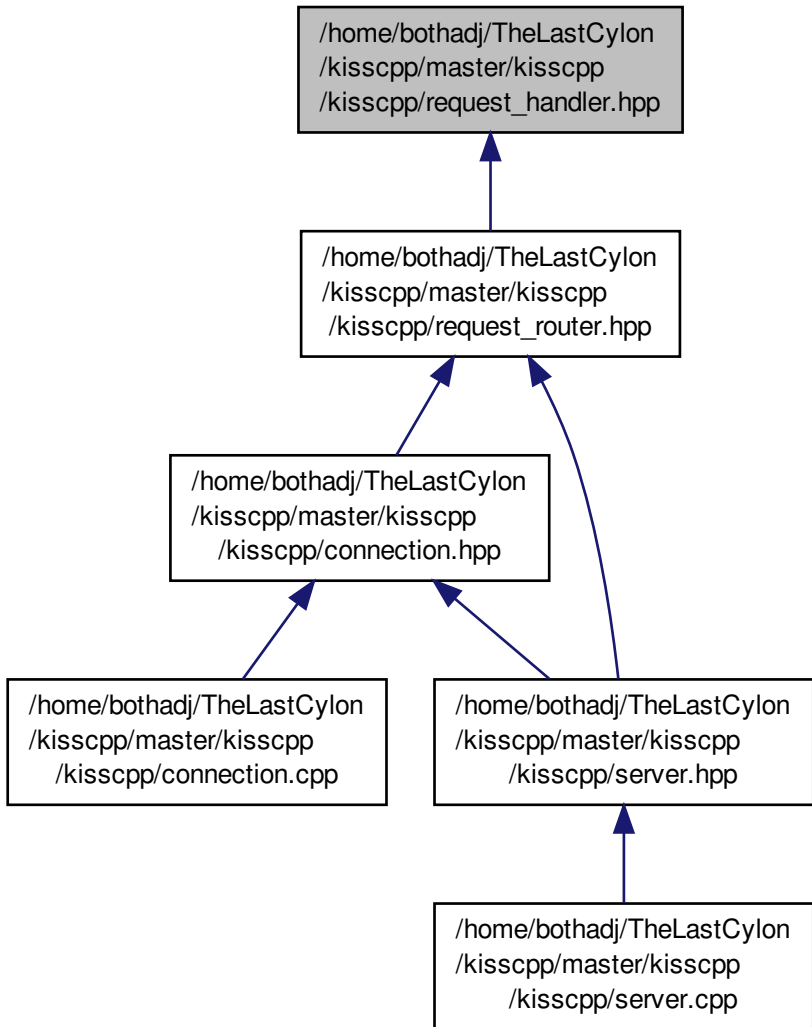 /home/bothadj/TheLastCylon
/kisscpp/master/kisscpp
/kisscpp/request_handler.hpp
/home/bothadj/TheLastCylon
/kisscpp/master/kisscpp
/kisscpp/request_router.hpp
/home/bothadj/TheLastCylon
/kisscpp/master/kisscpp
/kisscpp/connection.hpp
/home/bothadj/TheLastCylon
/kisscpp/master/kisscpp
/kisscpp/connection.cpp
/home/bothadj/TheLastCylon
/kisscpp/master/kisscpp
/kisscpp/server.hpp
/home/bothadj/TheLastCylon
/kisscpp/master/kisscpp
/kisscpp/server.cpp